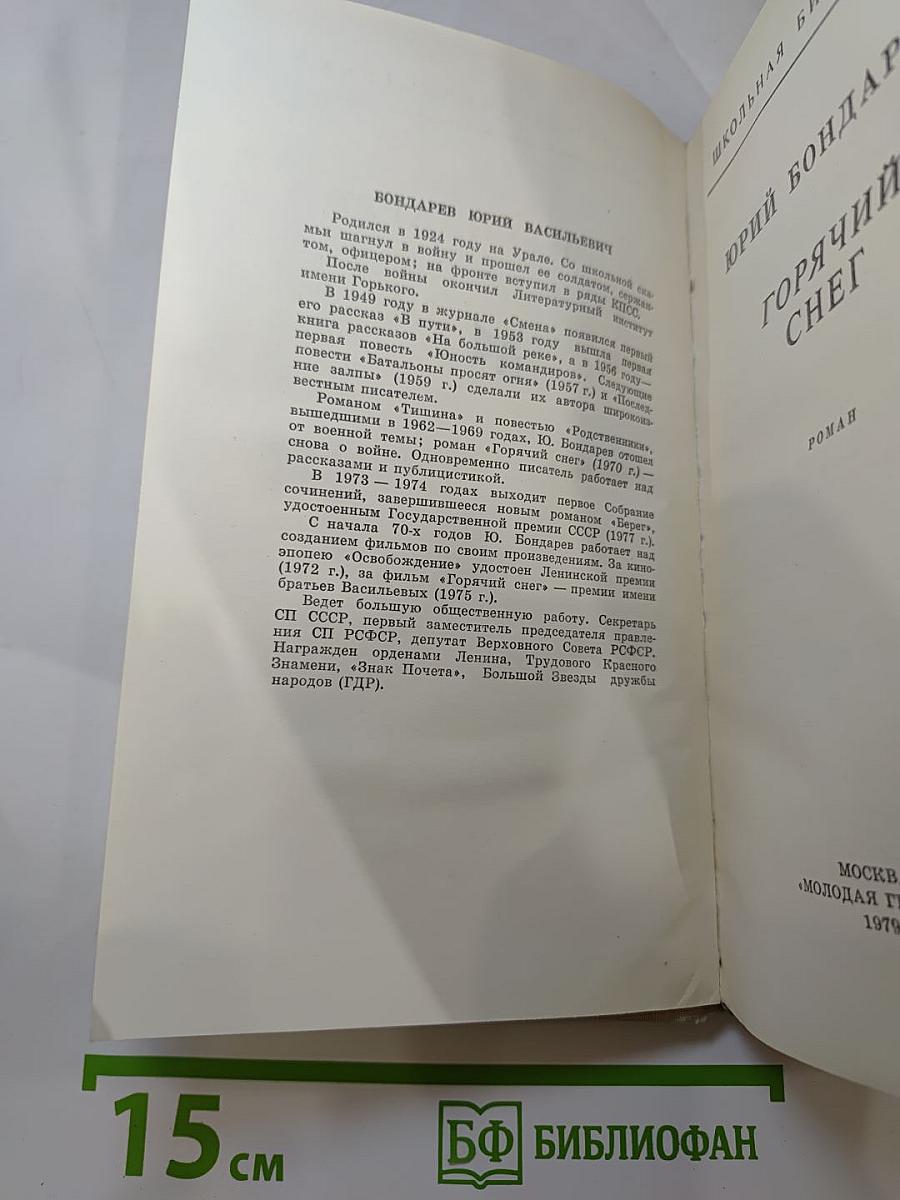 БОНДАРЕВ ЮРИЙ ВАСИЛЬЕВИЧ
Родился в 1924 году на Урале. Со школьной ска-
мьи шагнул в войну и прошел ее солдатом, сержан-
том, офицером; на фронте вступил в ряды КПСС.
После войны окончил Литературный институт
имени Горького.
В 1949 году в журнале «Смена» появился первый
его рассказ «В пути», в 1953 году вышла первая
книга рассказов «На большой реке», а в 1956 году—
первая повесть «Юность командиров». Следующие
повести «Батальоны просят огня» (1957 г.) и «Послед-
ние залпы» (1959 г.) сделали их автора широкоиз-
вестным писателем.
Романом «Тишина» и повестью «Родственники»,
вышедшими в 1962—1969 годах, Ю. Бондарев отошел
от военной темы; роман «Горячий снег» (1970 г.) —
снова о войне. Одновременно писатель работает над
рассказами и публицистикой.
В 1973 — 1974 годах выходит первое Собрание
сочинений, завершившееся новым романом «Берег»,
удостоенным Государственной премии СССР (1977 г.).
С начала 70-х годов Ю. Бондарев работает над
созданием фильмов по своим произведениям. За кино-
эпопею «Освобождение» удостоен Ленинской премии
(1972 г.), за фильм «Горячий снег» — премии имени
братьев Васильевых (1975 г.).
Ведет большую общественную работу. Секретарь
СП СССР, первый заместитель председателя правле-
ния СП РСФСР, депутат Верховного Совета РСФСР.
Награжден орденами Ленина, Трудового Красного
Знамени, «Знак Почета», Большой Звезды дружбы
народов (ГДР).
ШКОЛЬНАЯ БИ
ЮРИЙ БОНДАР
ГОРЯЧИЙ
СНЕГ
РОМАН
МОСКВ
«МОЛОДАЯ Г
1979
15 см
БФ БИБЛИОФАН